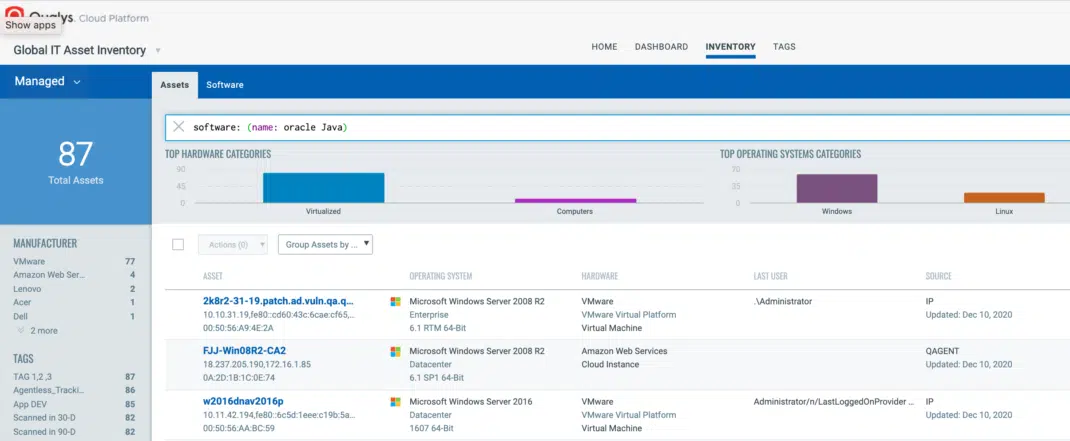 Qualys. Cloud Platform
Show apps
Global IT Asset Inventory
HOME DASHBOARD INVENTORY TAGS
Managed
Assets Software
software: (name: oracle Java)
87
Total Assets
TOP HARDWARE CATEGORIES
90
45
0
Virtualized Computers
TOP OPERATING SYSTEMS CATEGORIES
70
35
0
Windows Linux
Actions (0) Group Assets by ...
MANUFACTURER
VMware 77
Amazon Web Ser... 4
Lenovo 2
Acer 1
Dell 1
2 more
TAGS
TAG 1,2 ,3 87
Agentless_Tracki... 86
App DEV 85
Scanned in 30-D 82
Scanned in 90-D 82
ASSET OPERATING SYSTEM HARDWARE LAST USER SOURCE
2k8r2-31-19.patch.ad.vuln.qa.q... Microsoft Windows Server 2008 R2 VMware .\Administrator IP
10.10.31.19,fe80::cd60:43c:6cae:cf65,... Enterprise VMware Virtual Platform Updated: Dec 10, 2020
00:50:56:A9:4E:2A 6.1 RTM 64-Bit Virtual Machine
FJJ-Win08R2-CA2 Microsoft Windows Server 2008 R2 Amazon Web Services QAGENT
18.237.205.190,172.16.1.85 Datacenter Cloud Instance Updated: Dec 10, 2020
0A:2D:1B:1C:0E:74 6.1 SP1 64-Bit
w2016dnav2016p Microsoft Windows Server 2016 VMware Administrator/n/LastLoggedOnProvider ... IP
10.11.42.194,fe80::6c5d:1eee:c19b:5a... Datacenter VMware Virtual Platform Updated: Dec 10, 2020
00:50:56:AA:BC:59 1607 64-Bit Virtual Machine